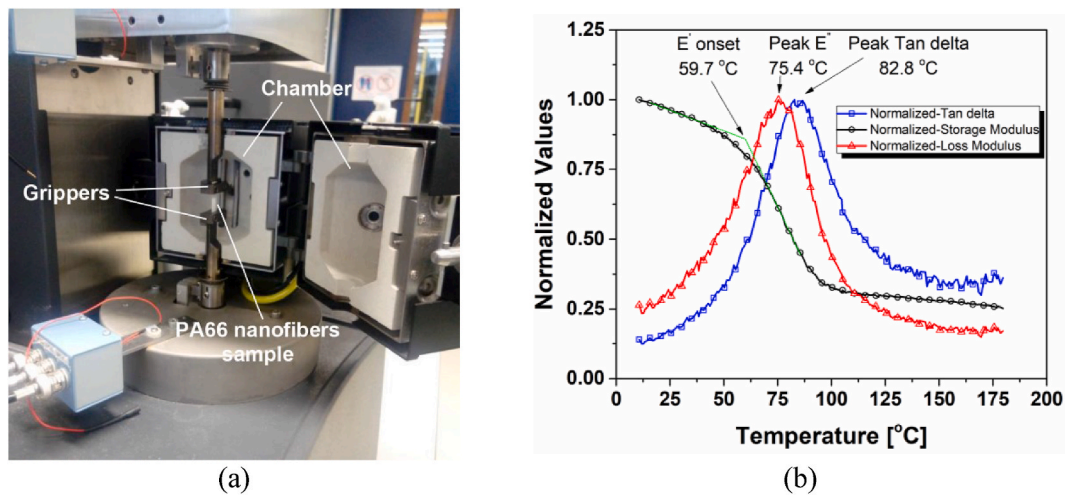 Chamber
Grippers
PA66 nanofibers
sample
(a)
E' onset
59.7 °C
Peak E"
75.4 °C
Peak Tan delta
82.8 °C
Normalized-Tan delta
Normalized-Storage Modulus
Normalized-Loss Modulus
Normalized Values
1.25
1.00
0.75
0.50
0.25
0.00
0 25 50 75 100 125 150 175 200
Temperature [°C]
(b)